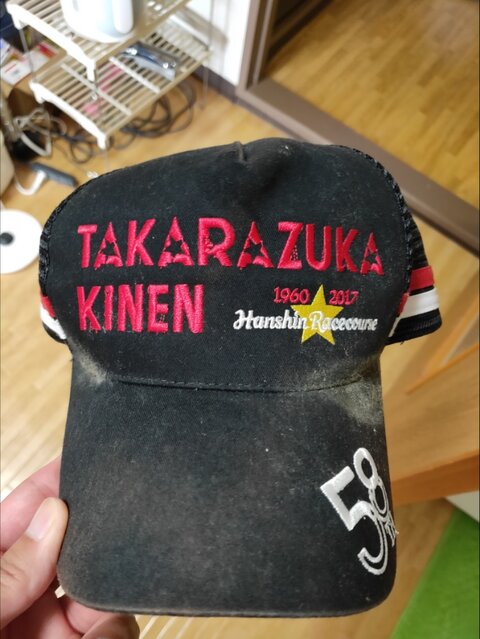 TAKARAZUKA
KINEN
1960 2017
Hanshin Racecourse
58